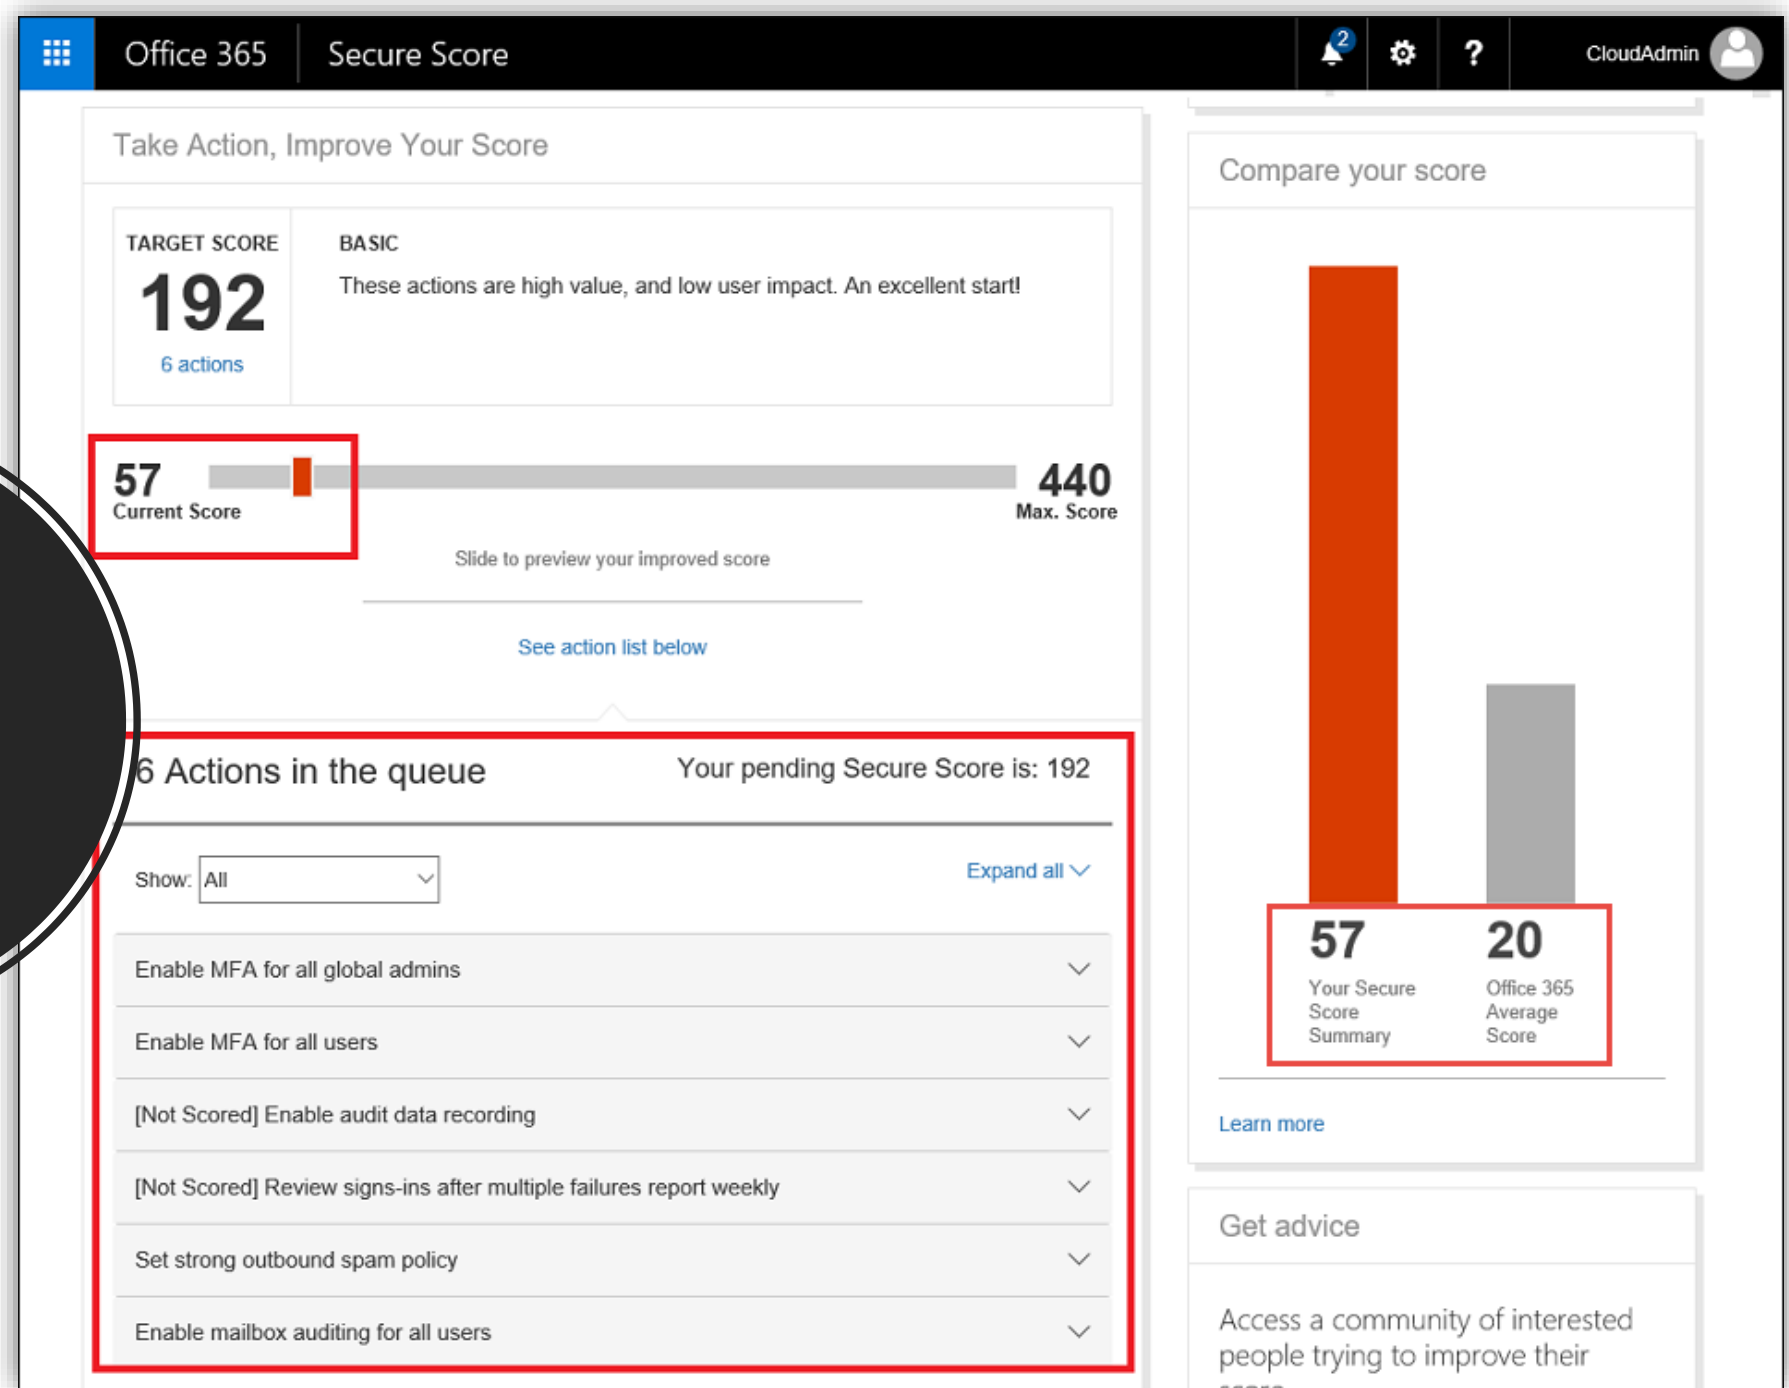 Office 365 Secure Score 2 ? CloudAdmin
Take Action, Improve Your Score
TARGET SCORE
192
6 actions
BASIC
These actions are high value, and low user impact. An excellent start!
57
Current Score
440
Max. Score
Slide to preview your improved score
See action list below
6 Actions in the queue
Your pending Secure Score is: 192
Show: All
Expand all
Enable MFA for all global admins
Enable MFA for all users
[Not Scored] Enable audit data recording
[Not Scored] Review signs-ins after multiple failures report weekly
Set strong outbound spam policy
Enable mailbox auditing for all users
Compare your score
57
Your Secure
Score
Summary
20
Office 365
Average
Score
Learn more
Get advice
Access a community of interested
people trying to improve their